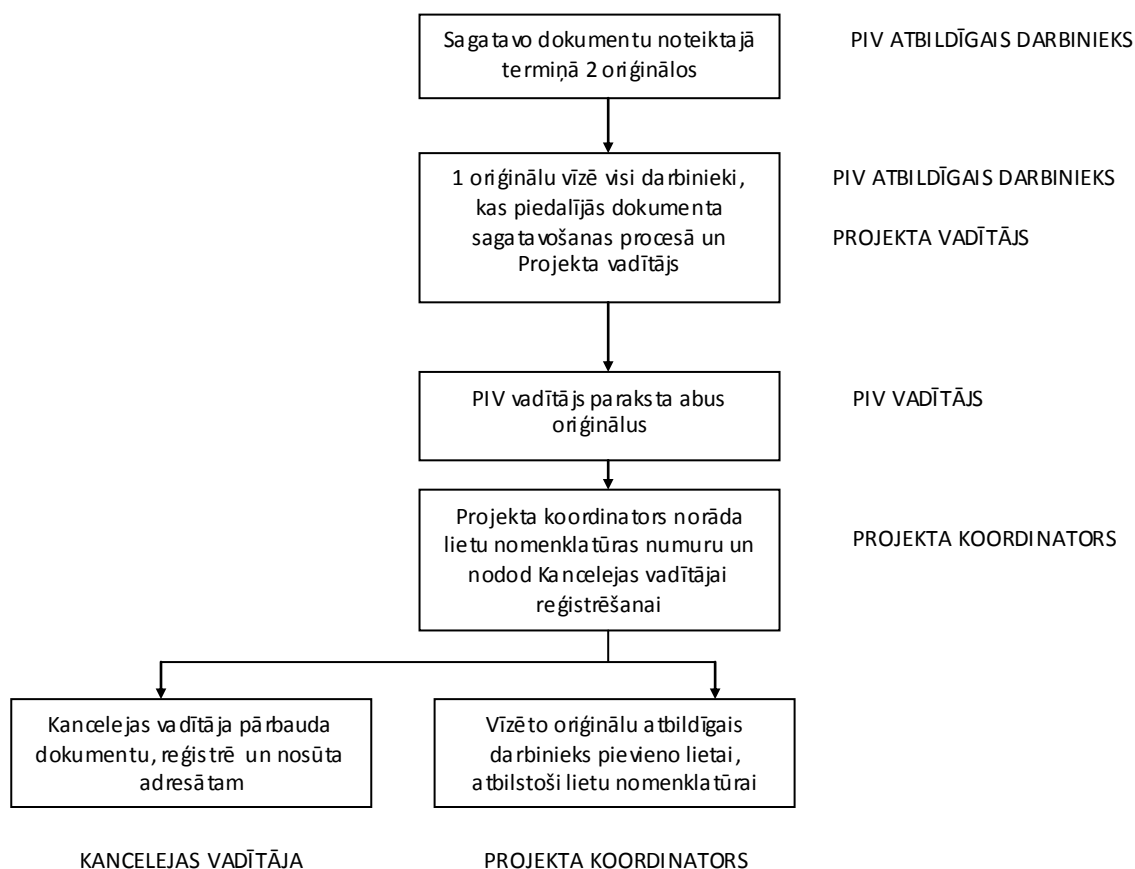 Sagatavo dokumentu noteiktajā
termiņā 2 oriģinālos
PIV ATBILDĪGAIS DARBINIEKS
1 oriģinālu vīzē visi darbinieki,
kas piedalījās dokumenta
sagatavošanas procesā un
Projekta vadītājs
PIV ATBILDĪGAIS DARBINIEKS
PROJEKTA VADĪTĀJS
PIV vadītājs paraksta abus
oriģinālus
PIV VADĪTĀJS
Projekta koordinators norāda
lietu nomenklatūras numuru un
nodod Kancelejas vadītājai
reģistrēšanai
PROJEKTA KOORDINATORS
Kancelejas vadītāja pārbauda
dokumentu, reģistrē un nosūta
adresātam
Vīzēto oriģinālu atbildīgais
darbinieks pievieno lietai,
atbilstoši lietu nomenklatūrai
KANCELEJAS VADĪTĀJA
PROJEKTA KOORDINATORS